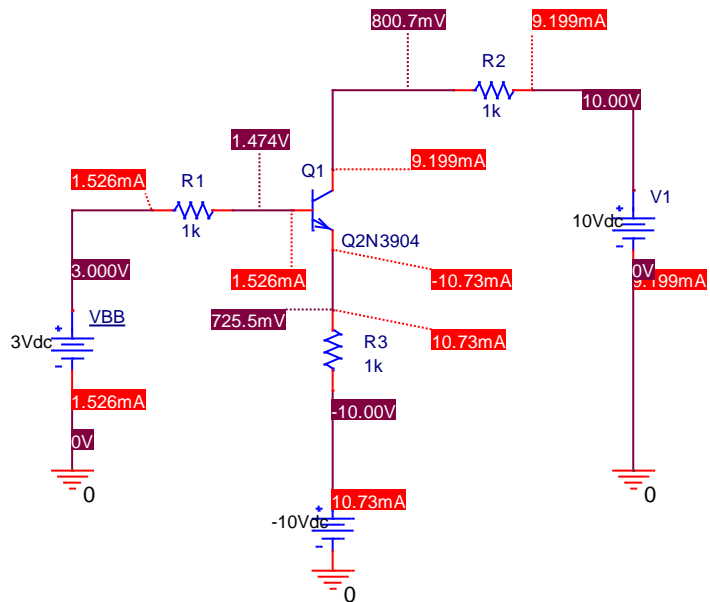 800.7mV
9.199mA
R2
1k
10.00V
1.474V
Q1
9.199mA
1.526mA
R1
1k
V1
10Vdc
Q2N3904
3.000V
1.526mA
-10.73mA
0V
9.199mA
725.5mV
VBB
3Vdc
10.73mA
R3
1k
1.526mA
-10.00V
0V
0
0
10.73mA
-10Vdc
0